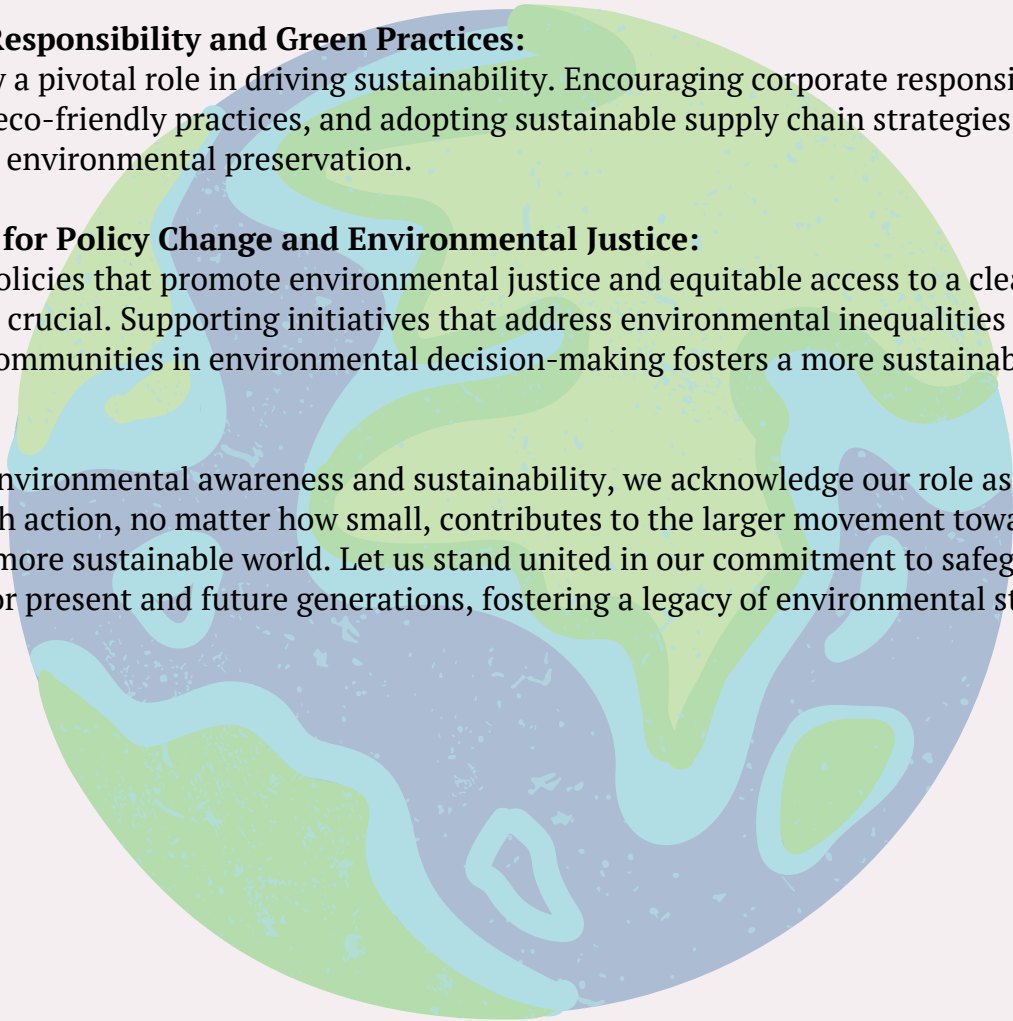 Responsibility and Green Practices:
a pivotal role in driving sustainability. Encouraging corporate responsi
eco-friendly practices, and adopting sustainable supply chain strategies
environmental preservation.
for Policy Change and Environmental Justice:
olicies that promote environmental justice and equitable access to a clea
crucial. Supporting initiatives that address environmental inequalities
ommunities in environmental decision-making fosters a more sustainab
nvironmental awareness and sustainability, we acknowledge our role as
h action, no matter how small, contributes to the larger movement towa
more sustainable world. Let us stand united in our commitment to safeg
or present and future generations, fostering a legacy of environmental st